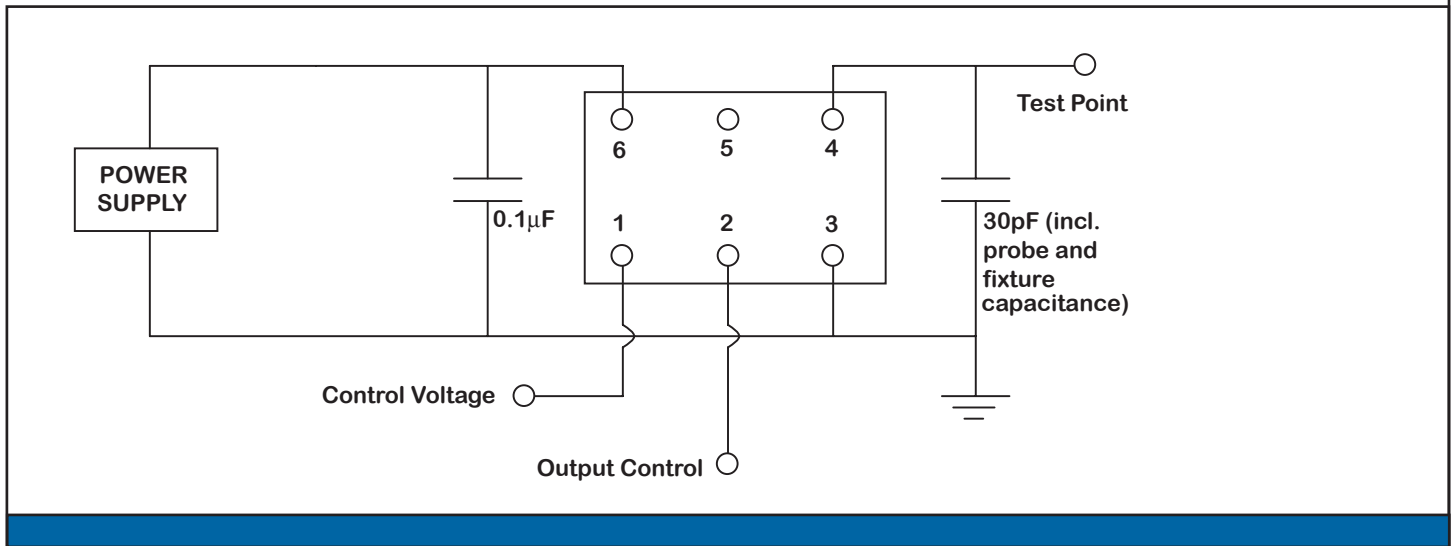 Test Point
6 5 4
POWER
SUPPLY
0.1μF
1 2 3
30pF (incl.
probe and
fixture
capacitance)
Control Voltage
Output Control